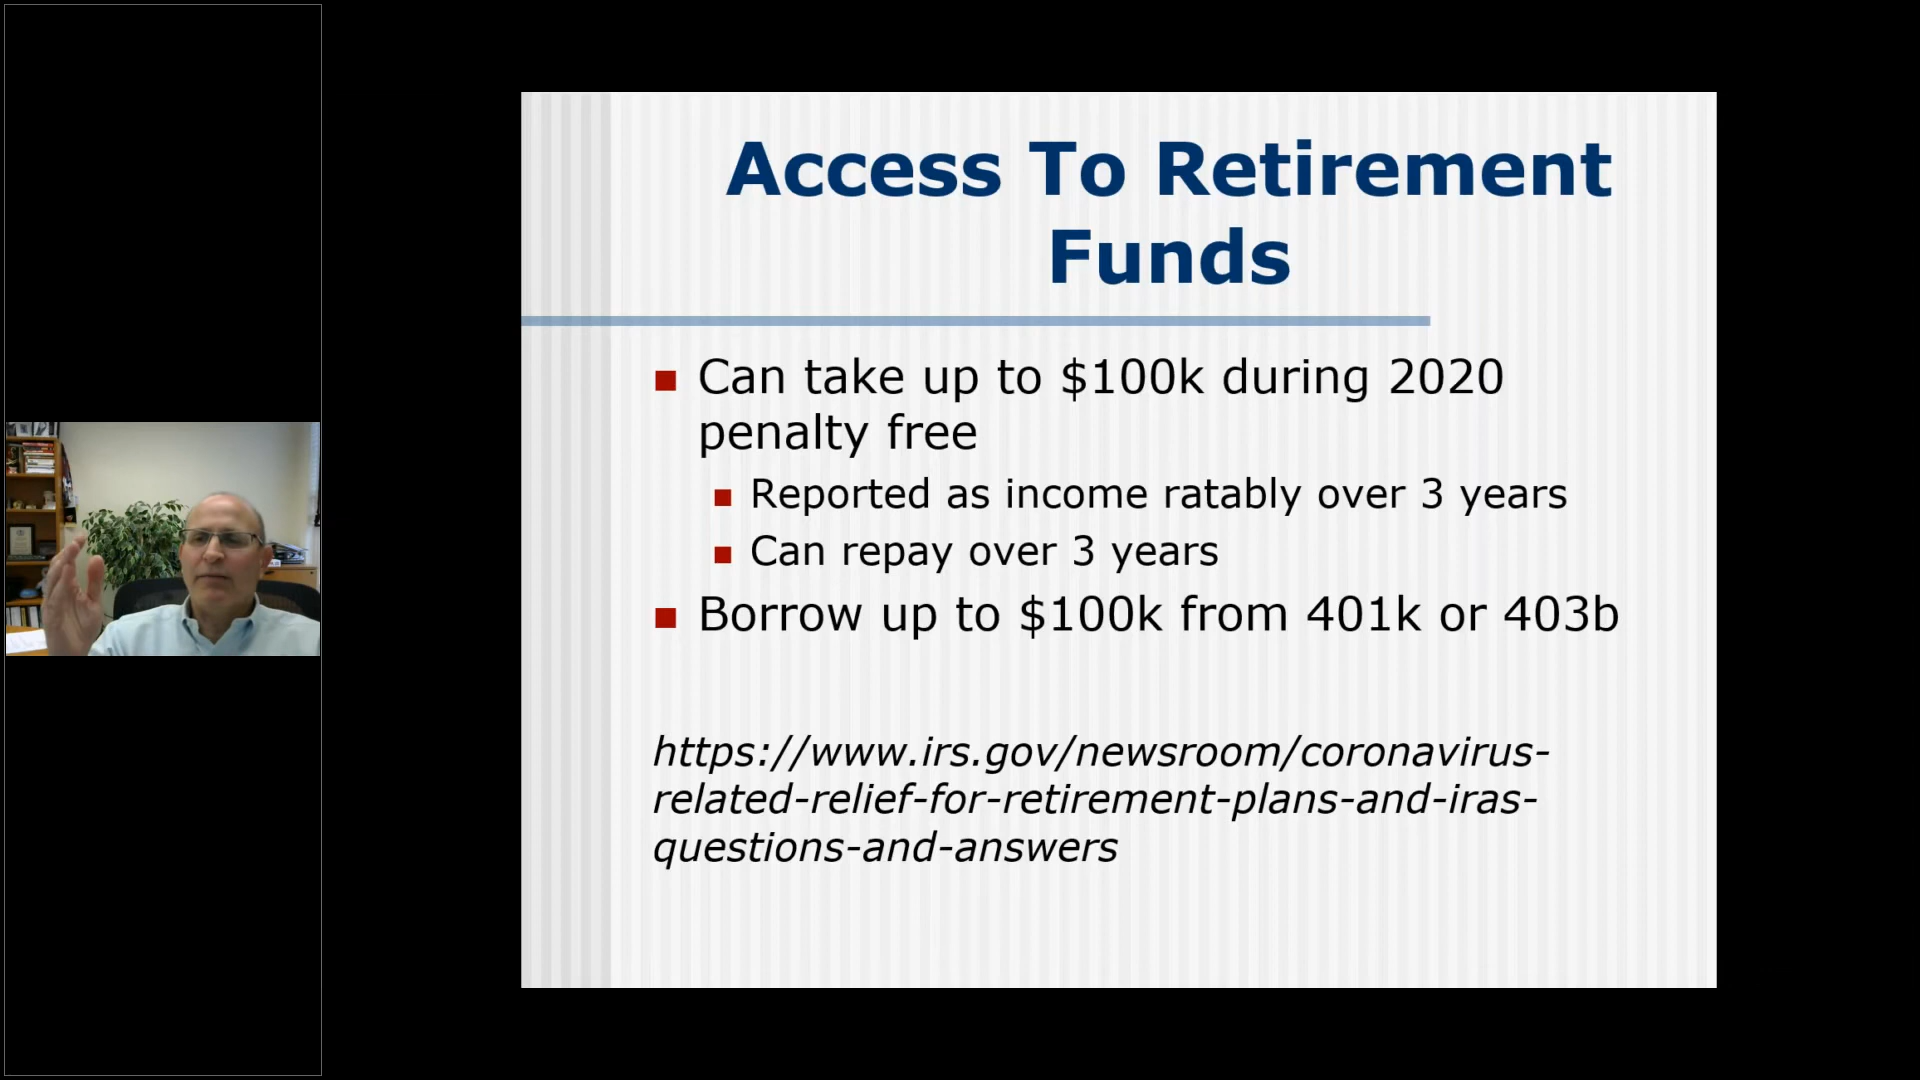 Access To Retirement
Funds
Can take up to $100k during 2020
penalty free
Reported as income ratably over 3 years
Can repay over 3 years
Borrow up to $100k from 401k or 403b
https://www.irs.gov/newsroom/coronavirus-
related-relief-for-retirement-plans-and-iras-
questions-and-answers